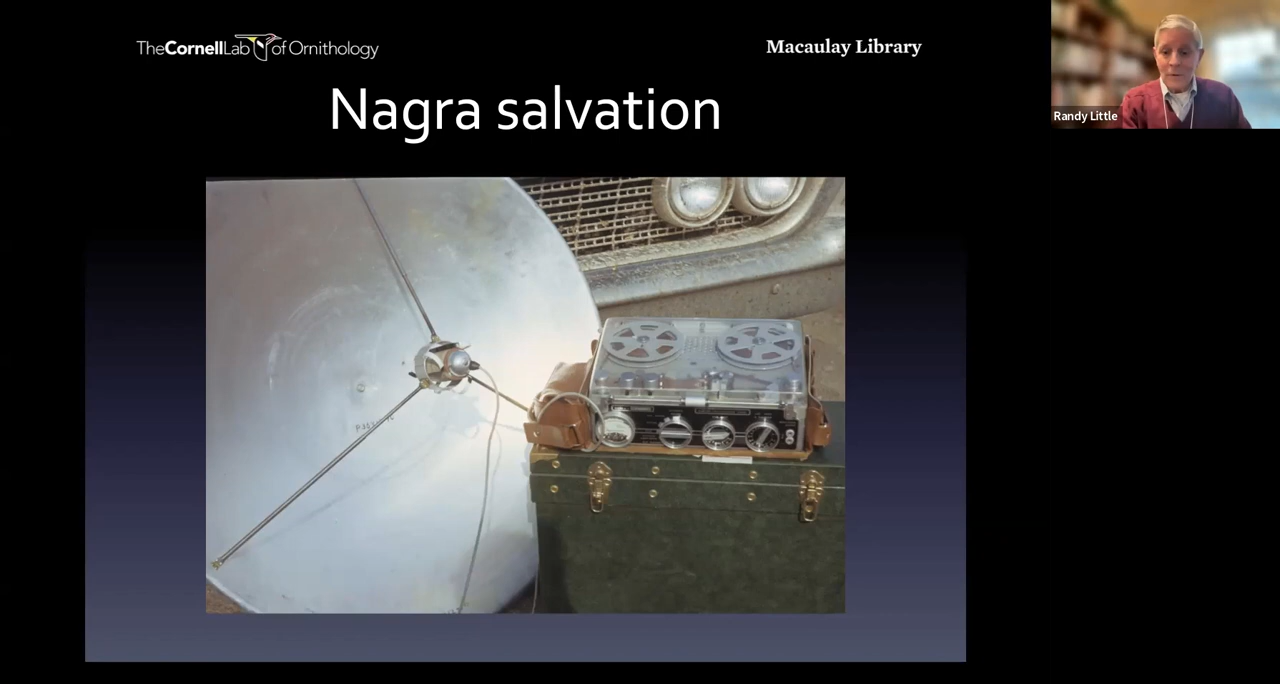 TheCornellLab of Ornithology
Macaulay Library
Nagra salvation
Randy Little